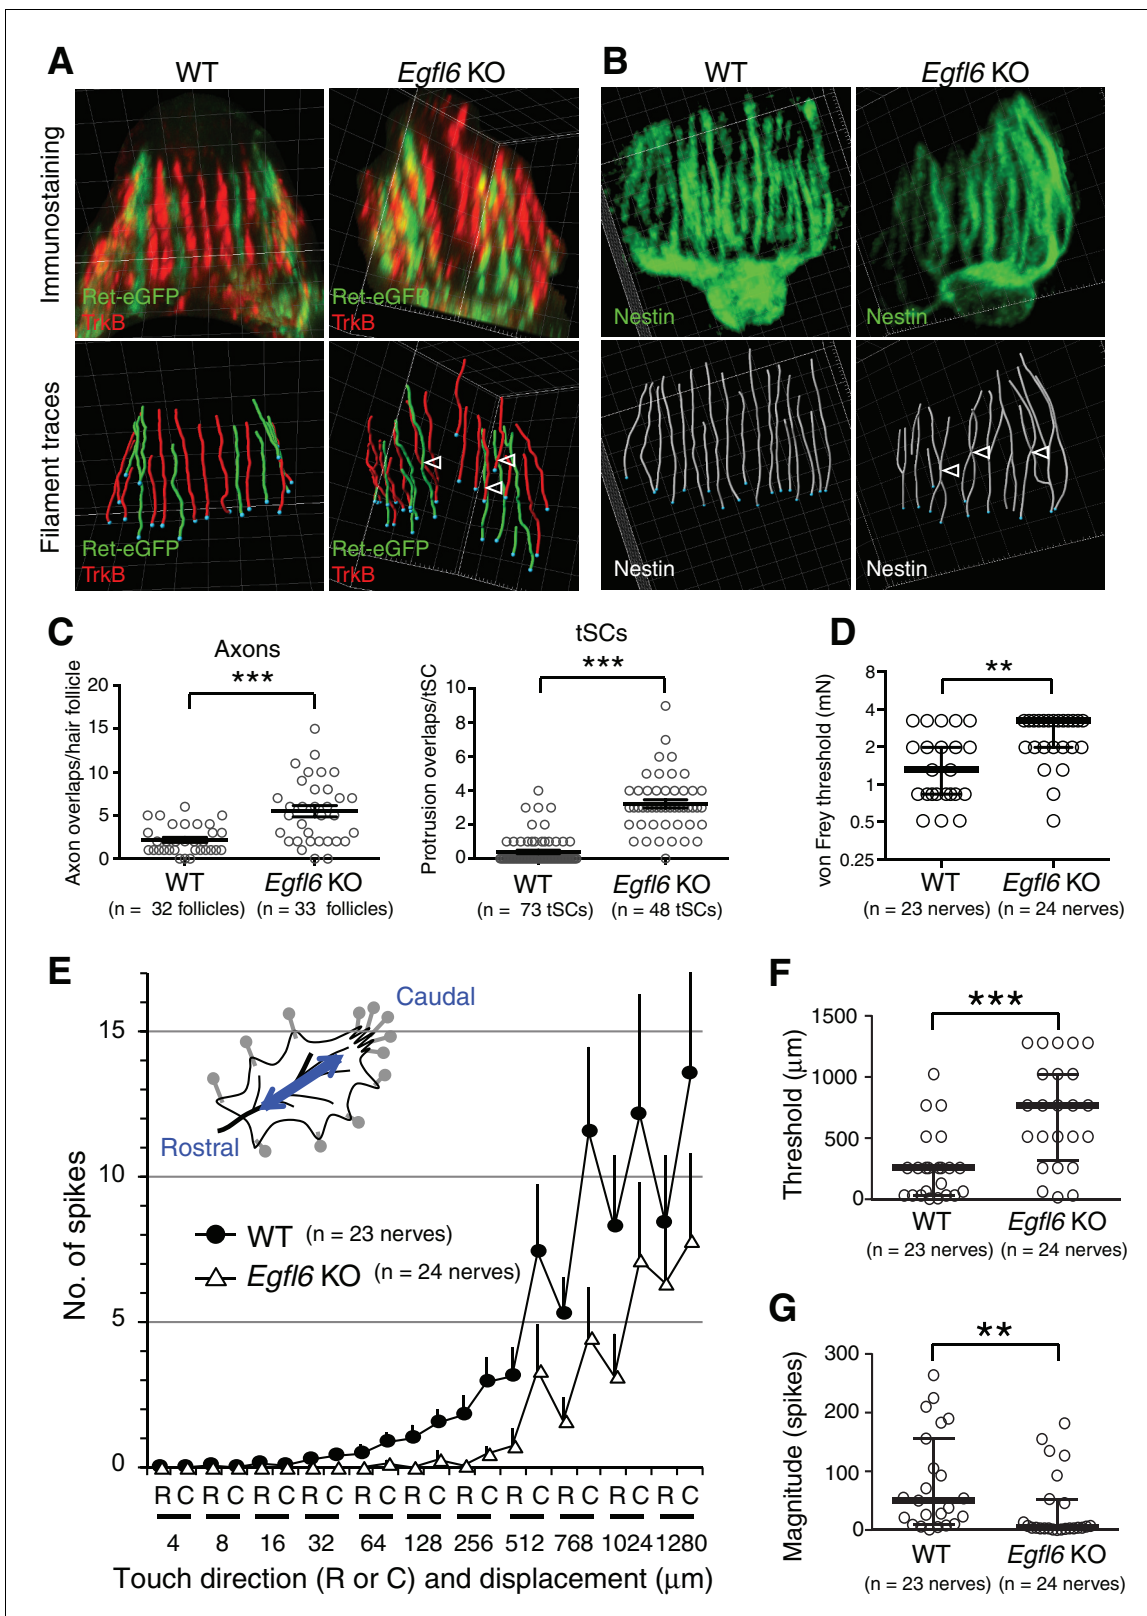 A
WT
Egfl6 KO
B
WT
Egfl6 KO
Immunostaining
Ret-eGFP
TrkB
Ret-eGFP
TrkB
Nestin
Nestin
Filament traces
Ret-eGFP
TrkB
Ret-eGFP
TrkB
Nestin
Nestin
C
Axons
***
Axon overlaps/hair follicle
20
15
10
5
0
WT
Egfl6 KO
(n = 32 follicles)
(n = 33 follicles)
tSCs
***
Protrusion overlaps/tSC
10
8
6
4
2
0
WT
Egfl6 KO
(n = 73 tSCs)
(n = 48 tSCs)
D
**
von Frey threshold (mN)
8
4
2
1
0.5
0.25
WT
Egfl6 KO
(n = 23 nerves)
(n = 24 nerves)
E
Caudal
Rostral
No. of spikes
15
10
5
0
WT (n = 23 nerves)
Egfl6 KO (n = 24 nerves)
R C R C R C R C R C R C R C R C R C R C R C
4 8 16 32 64 128 256 512 768 1024 1280
Touch direction (R or C) and displacement (µm)
F
***
Threshold (µm)
1500
1000
500
0
WT
Egfl6 KO
(n = 23 nerves)
(n = 24 nerves)
G
**
Magnitude (spikes)
300
200
100
0
WT
Egfl6 KO
(n = 23 nerves)
(n = 24 nerves)